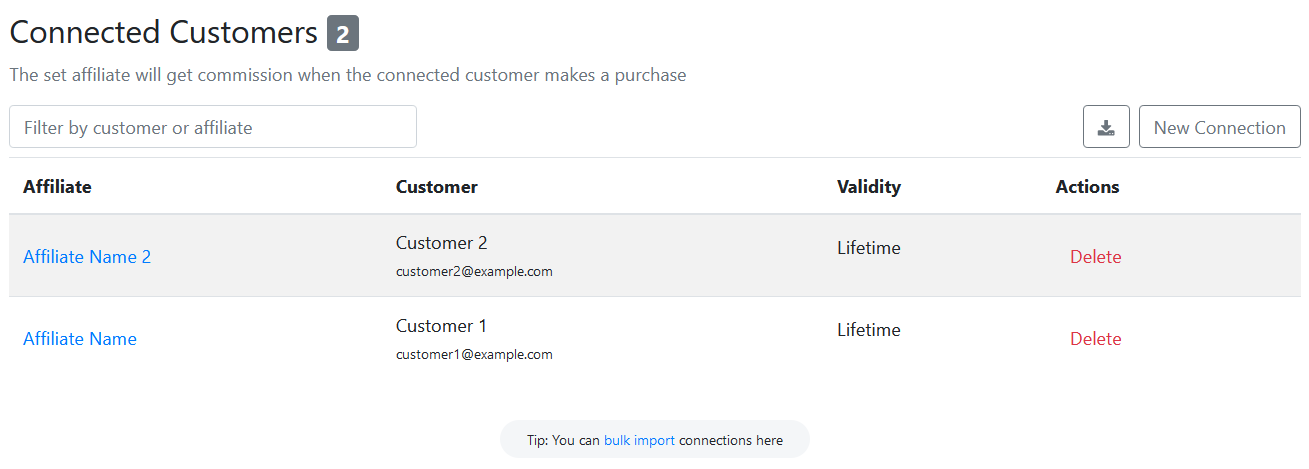 Connected Customers 2
The set affiliate will get commission when the connected customer makes a purchase
Filter by customer or affiliate
New Connection
Affiliate Customer Validity Actions
Affiliate Name 2 Customer 2 Lifetime Delete
customer2@example.com
Affiliate Name Customer 1 Lifetime Delete
customer1@example.com
Tip: You can bulk import connections here